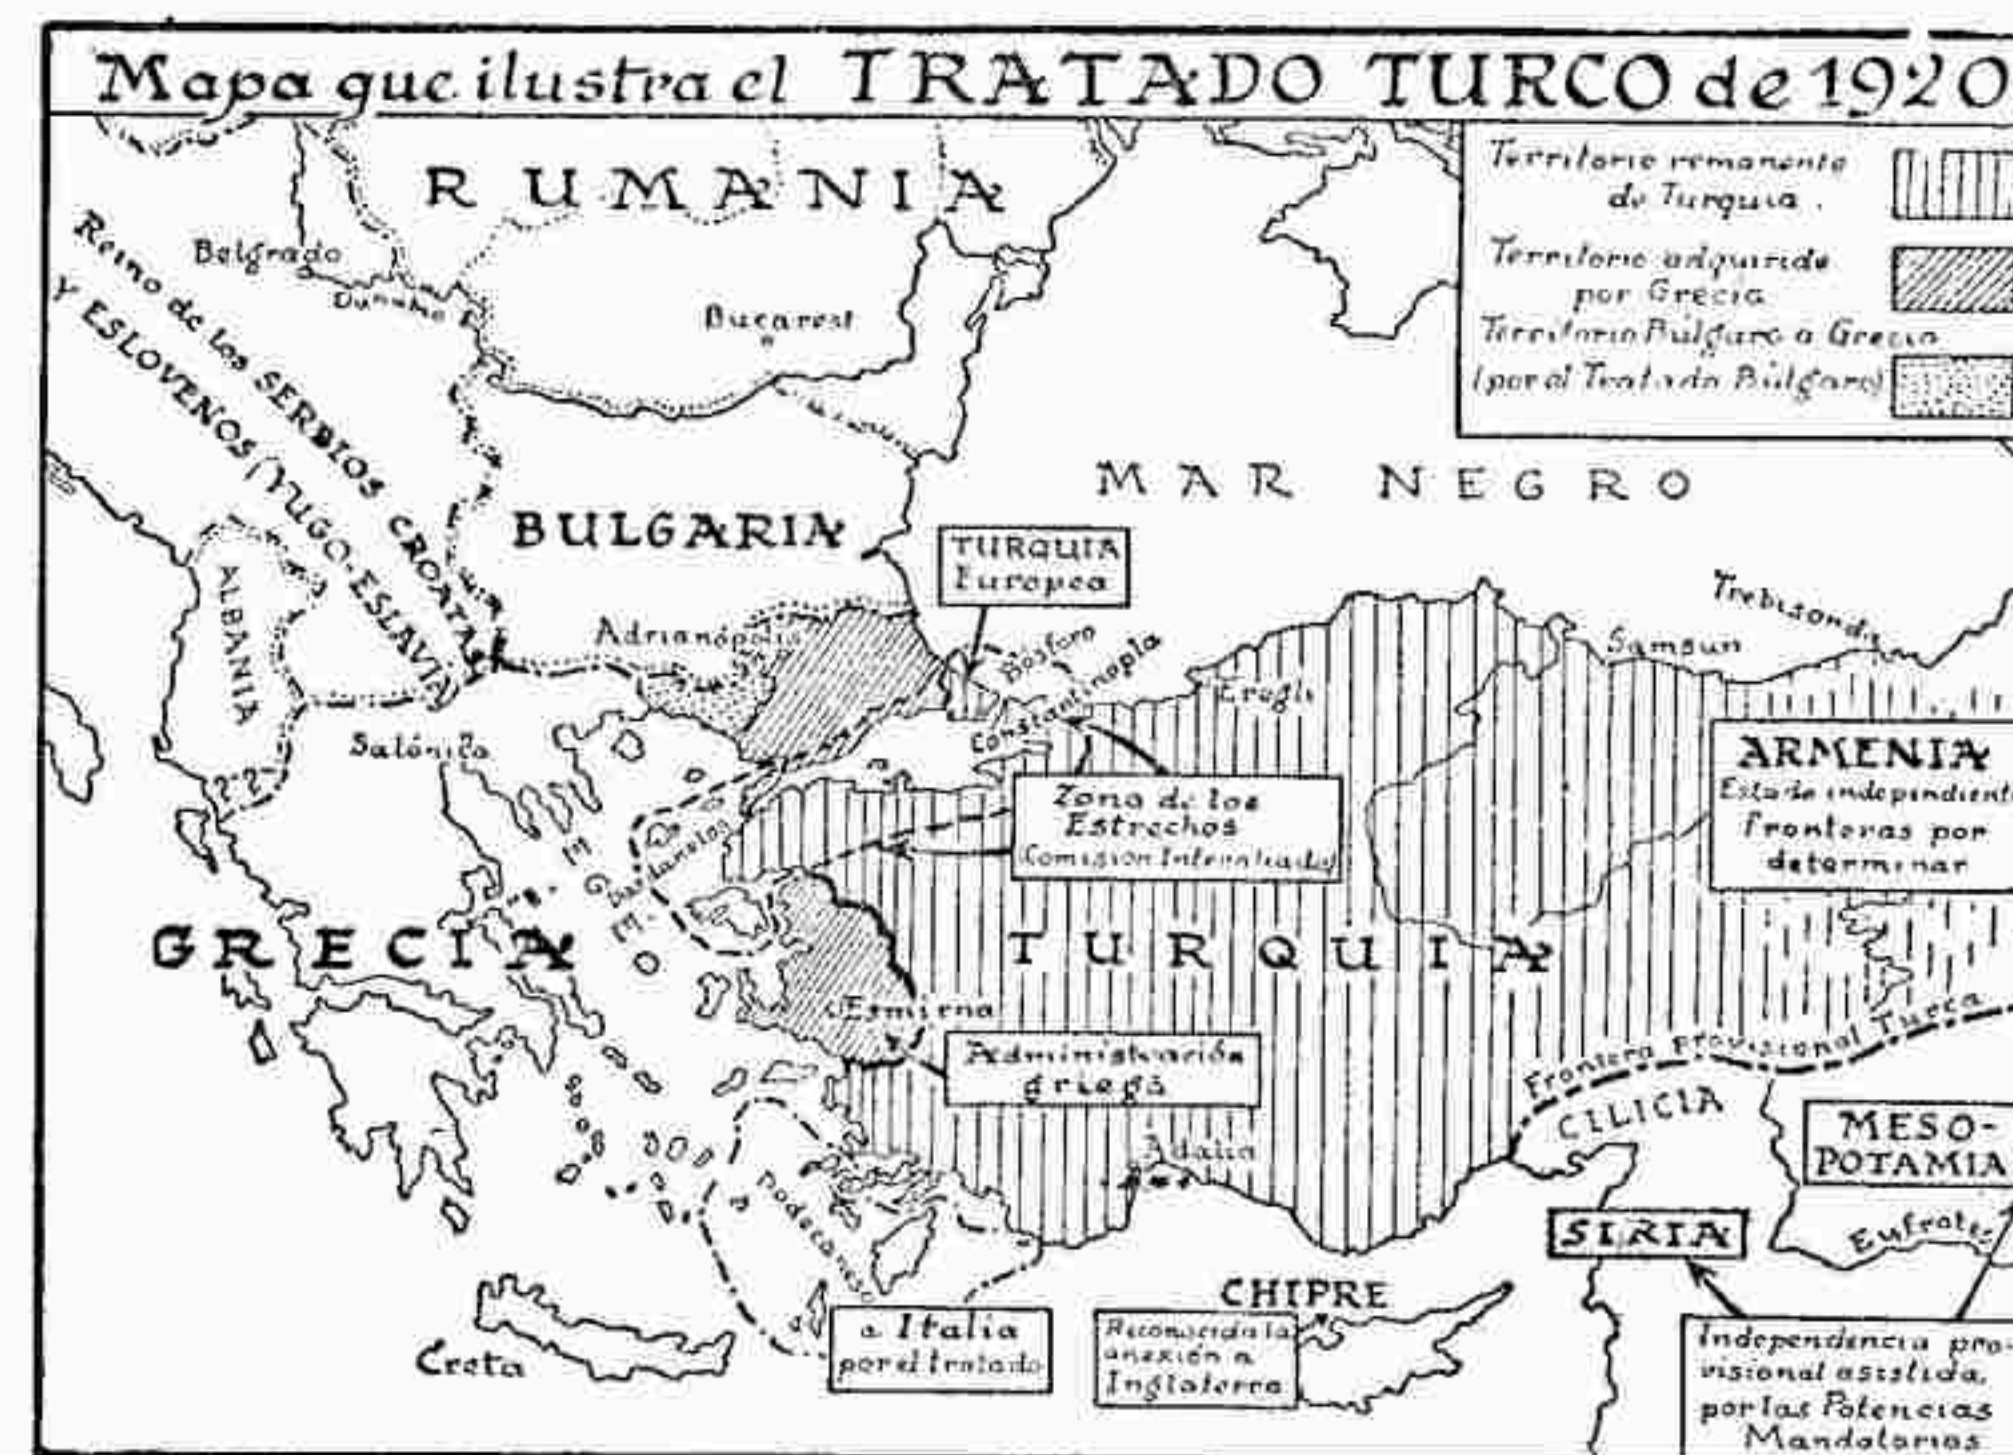 Mapa que ilustra el TRATADO TURCO de 1920
Territorio remanente
de Turquia.
Territorio adquirido
por Grecia
Territorio Búlgaro a Grecia
(por el Tratado Búlgaro)
RUMANIA
Reino de los SERBIOS CROATAS
Y ESLOVENOS (YUGO-ESLAVIA)
Belgrado
Danubio
Bucarest
MAR NEGRO
BULGARIA
TURQUIA
Europea
ALBANIA
Adrianópolis
Bósforo
Constantinopla
Eregli
Samsun
Trebisonda
Salónica
ARMENIA
Estado independiente
fronteras por
determinar
Zona de los
Estrechos
(Comisión Interaliada)
Dardanelos
EGEO
GRECIA
TURQUIA
Esmirna
Administración
griega
Frontera Provisional Turca
CILICIA
MESO-
POTAMIA
Adalia
Dodecaneso
SIRIA
Eufrates
CHIPRE
Reconocida la
anexión a
Inglaterra
a Italia
por el tratado
Creta
Independencia pro-
visional asistida,
por las Potencias
Mandatarias